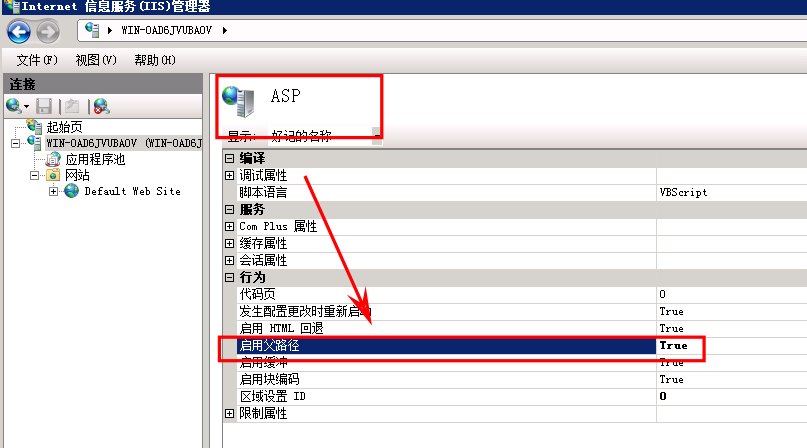 Internet 信息服务(IIS)管理器
WIN-OAD6JVUBAOV
文件(F) 视图(V) 帮助(H)
连接
起始页
WIN-OAD6JVUBAOV (WIN-OAD6J
应用程序池
网站
Default Web Site
ASP
显示: 好记的名称
编译
调试属性
脚本语言 VBScript
服务
Com Plus 属性
缓存属性
会话属性
行为
代码页 0
发生配置更改时重新启动 True
启用 HTML 回退 True
启用父路径 True
启用缓冲 True
启用块编码 True
区域设置 ID 0
限制属性